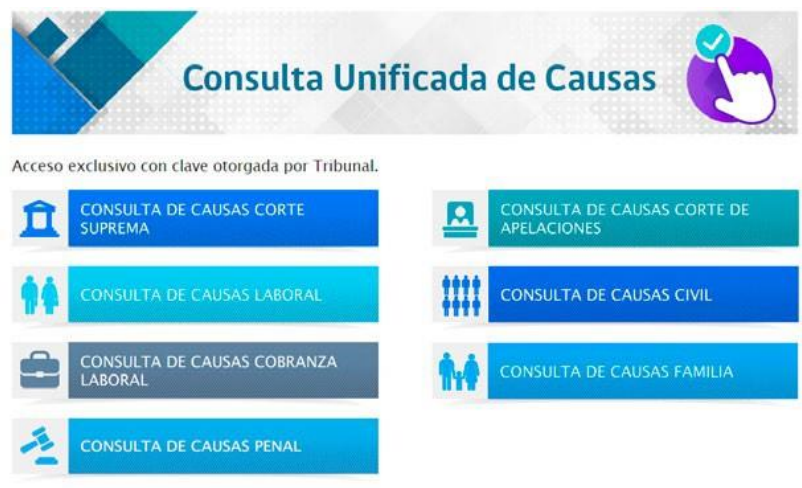 Consulta Unificada de Causas
Acceso exclusivo con clave otorgada por Tribunal.
CONSULTA DE CAUSAS CORTE
SUPREMA
CONSULTA DE CAUSAS CORTE DE
APELACIONES
CONSULTA DE CAUSAS LABORAL
CONSULTA DE CAUSAS CIVIL
CONSULTA DE CAUSAS COBRANZA
LABORAL
CONSULTA DE CAUSAS FAMILIA
CONSULTA DE CAUSAS PENAL